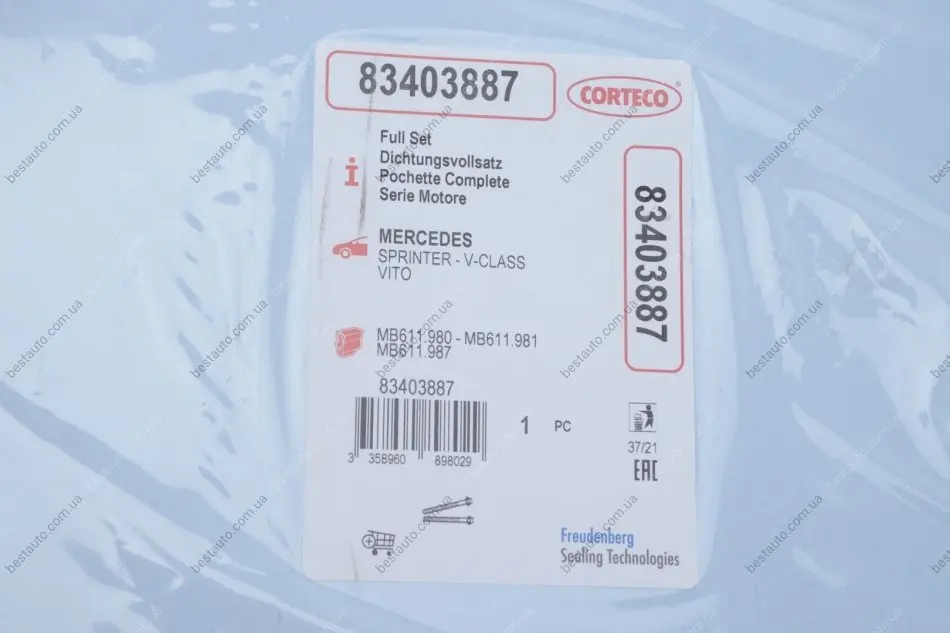 83403887
CORTECO
Full Set
Dichtungsvollsatz
Pochette Complete
Serie Motore
83403887
MERCEDES
SPRINTER - V-CLASS
VITO
MB611.980 - MB611.981
MB611.987
83403887
3 358960 898029
1 PC
37/21
EAC
Freudenberg
Sealing Technologies
bestauto.com.ua